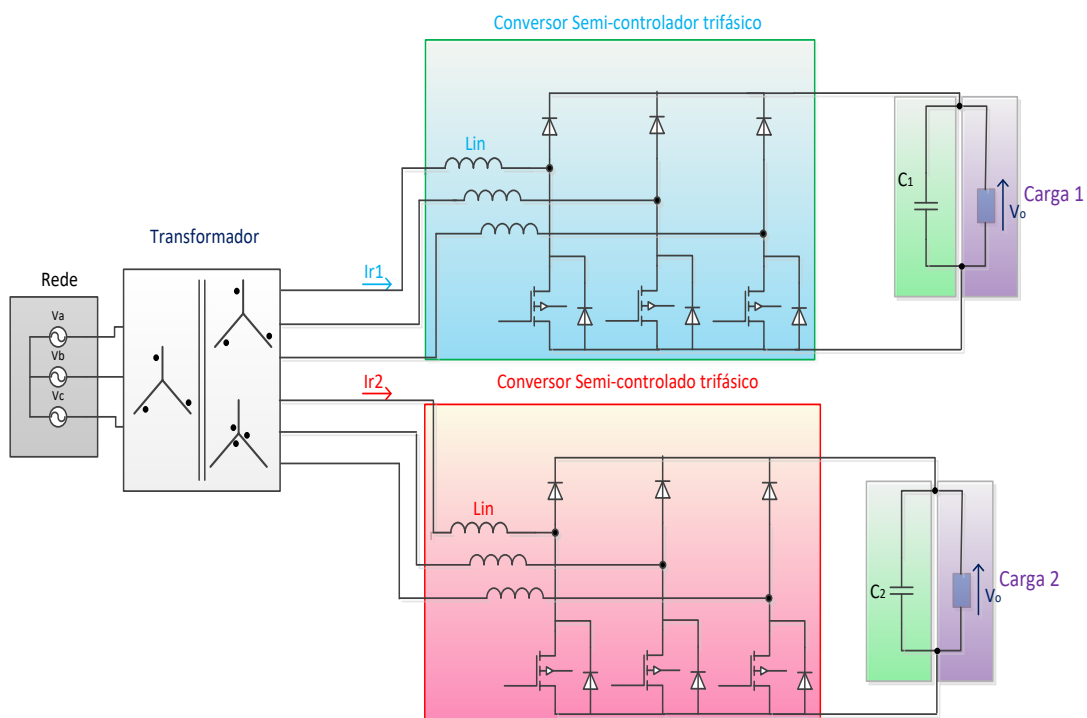 Conversor Semi-controlador trifásico
Lin
C1
Carga 1
Vo
Transformador
Rede
Ir1
Va
Vb
Vc
Ir2
Conversor Semi-controlado trifásico
Lin
C2
Carga 2
Vo